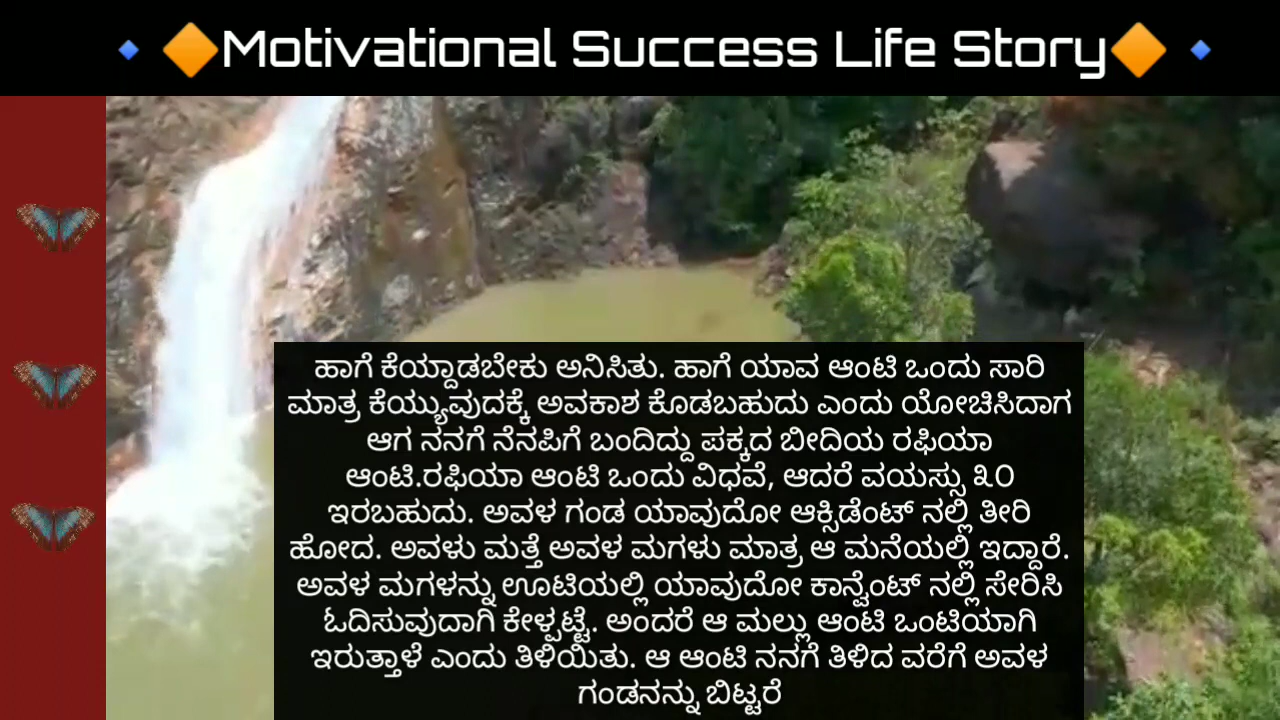 🔹🔶Motivational Success Life Story🔶🔹
ಹಾಗೆ ಕೆಯ್ದಾಡಬೇಕು ಅನಿಸಿತು. ಹಾಗೆ ಯಾವ ಆಂಟಿ ಒಂದು ಸಾರಿ
ಮಾತ್ರ ಕೆಯ್ಯುವುದಕ್ಕೆ ಅವಕಾಶ ಕೊಡಬಹುದು ಎಂದು ಯೋಚಿಸಿದಾಗ
ಆಗ ನನಗೆ ನೆನಪಿಗೆ ಬಂದಿದ್ದು ಪಕ್ಕದ ಬೀದಿಯ ರಫಿಯಾ
ಆಂಟಿ.ರಫಿಯಾ ಆಂಟಿ ಒಂದು ವಿಧವೆ, ಆದರೆ ವಯಸ್ಸು ೩೦
ಇರಬಹುದು. ಅವಳ ಗಂಡ ಯಾವುದೋ ಆಕ್ಸಿಡೆಂಟ್ ನಲ್ಲಿ ತೀರಿ
ಹೋದ. ಅವಳು ಮತ್ತೆ ಅವಳ ಮಗಳು ಮಾತ್ರ ಆ ಮನೆಯಲ್ಲಿ ಇದ್ದಾರೆ.
ಅವಳ ಮಗಳನ್ನು ಊಟಿಯಲ್ಲಿ ಯಾವುದೋ ಕಾನ್ವೆಂಟ್ ನಲ್ಲಿ ಸೇರಿಸಿ
ಓದಿಸುವುದಾಗಿ ಕೇಳ್ಪಟ್ಟೆ. ಅಂದರೆ ಆ ಮಲ್ಲು ಆಂಟಿ ಒಂಟಿಯಾಗಿ
ಇರುತ್ತಾಳೆ ಎಂದು ತಿಳಿಯಿತು. ಆ ಆಂಟಿ ನನಗೆ ತಿಳಿದ ವರೆಗೆ ಅವಳ
ಗಂಡನನ್ನು ಬಿಟ್ಟರೆ